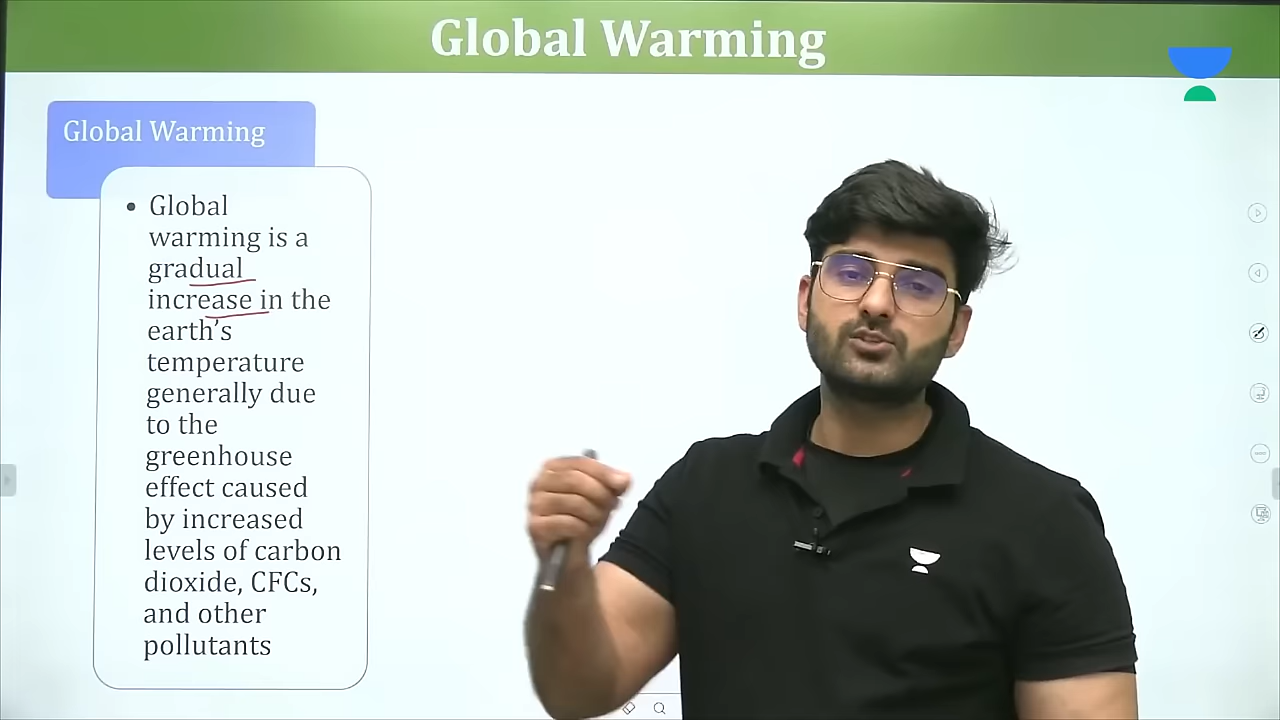 Global Warming
Global Warming
• Global
warming is a
gradual
increase in the
earth’s
temperature
generally due
to the
greenhouse
effect caused
by increased
levels of carbon
dioxide, CFCs,
and other
pollutants